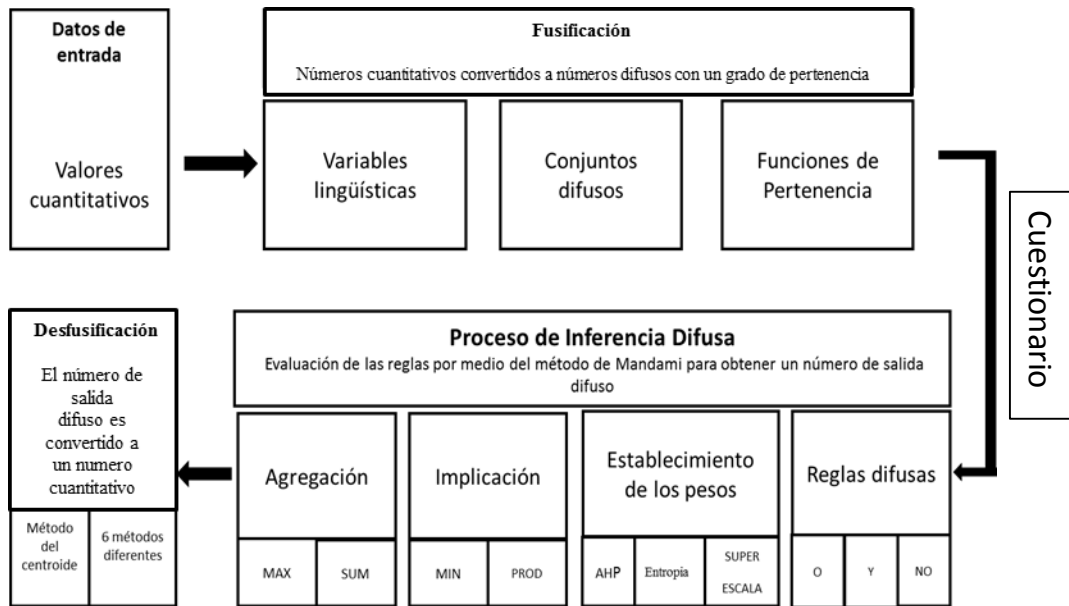 Datos de
entrada
Valores
cuantitativos
Fusificación
Números cuantitativos convertidos a números difusos con un grado de pertenencia
Variables
lingüísticas
Conjuntos
difusos
Funciones de
Pertenencia
Cuestionario
Desfusificación
El número de
salida
difuso es
convertido a
un numero
cuantitativo
Método
del
centroide
6 métodos
diferentes
Proceso de Inferencia Difusa
Evaluación de las reglas por medio del método de Mandami para obtener un número de salida
difuso
Agregación
MAX
SUM
Implicación
MIN
PROD
Establecimiento
de los pesos
AHP
Entropia
SUPER
ESCALA
Reglas difusas
O
Y
NO